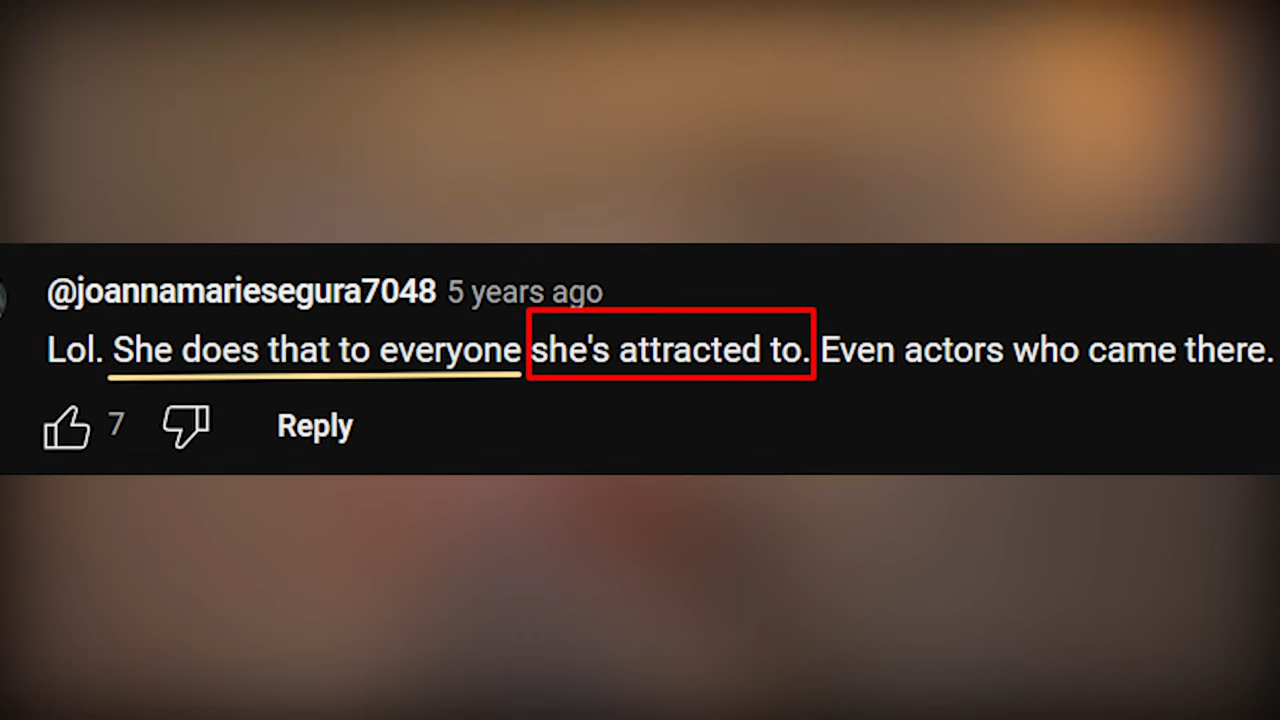 @joannamariesegura7048 5 years ago
Lol. She does that to everyone she's attracted to. Even actors who came there.
7 Reply